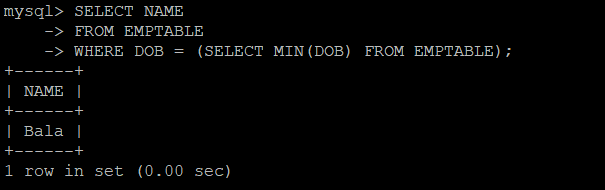 mysql> SELECT NAME
    -> FROM EMPTABLE
    -> WHERE DOB = (SELECT MIN(DOB) FROM EMPTABLE);
+------+
| NAME |
+------+
| Bala |
+------+
1 row in set (0.00 sec)